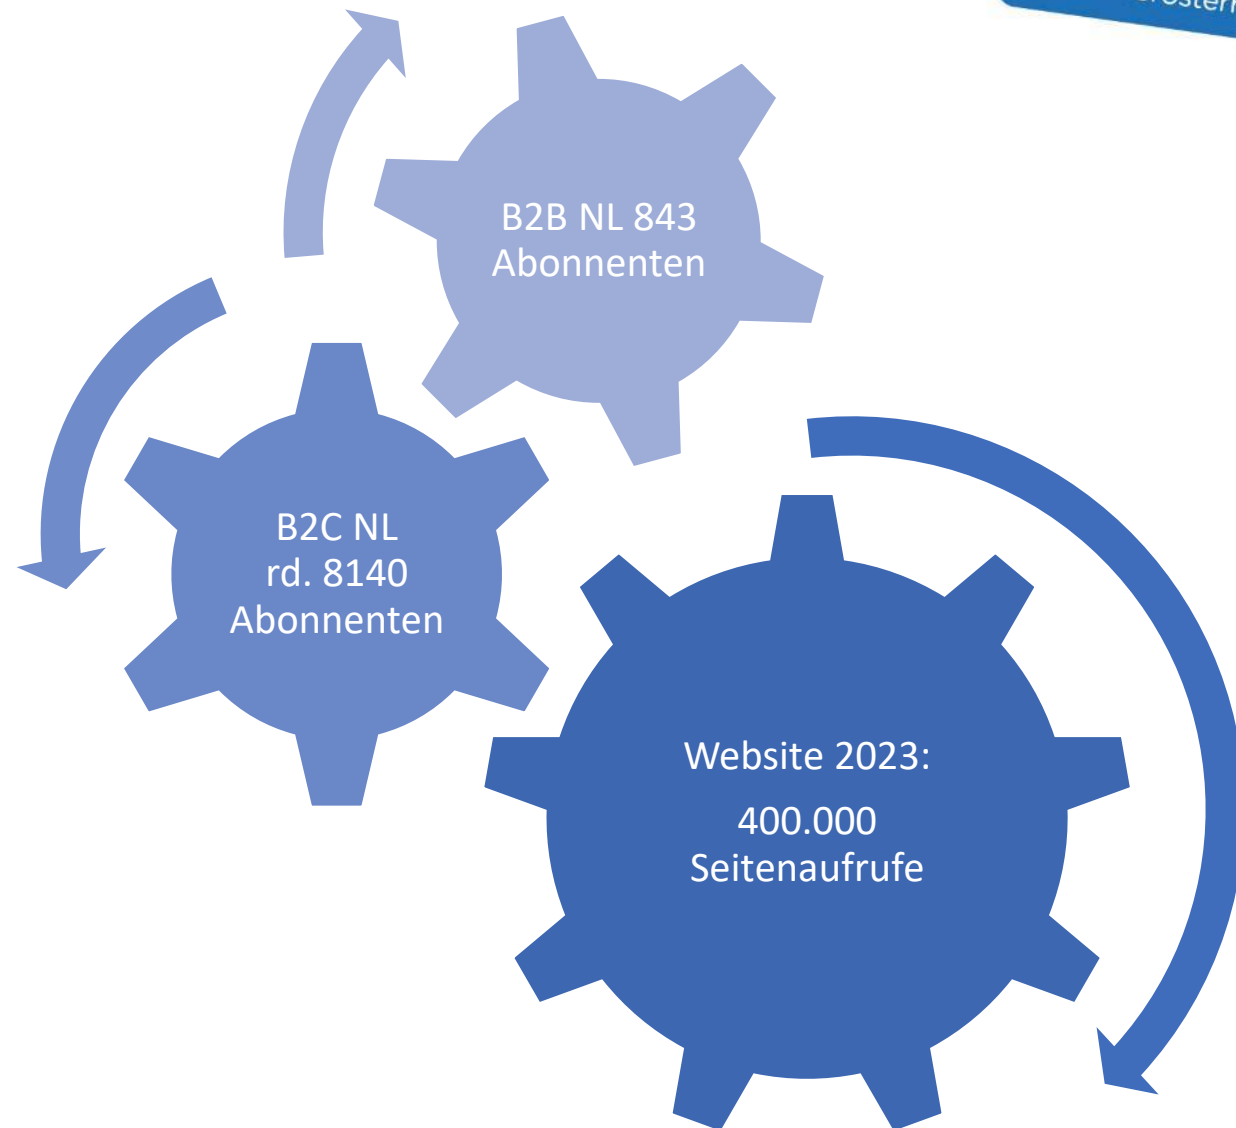 B2B NL 843
Abonnenten
B2C NL
rd. 8140
Abonnenten
Website 2023:
400.000
Seitenaufrufe